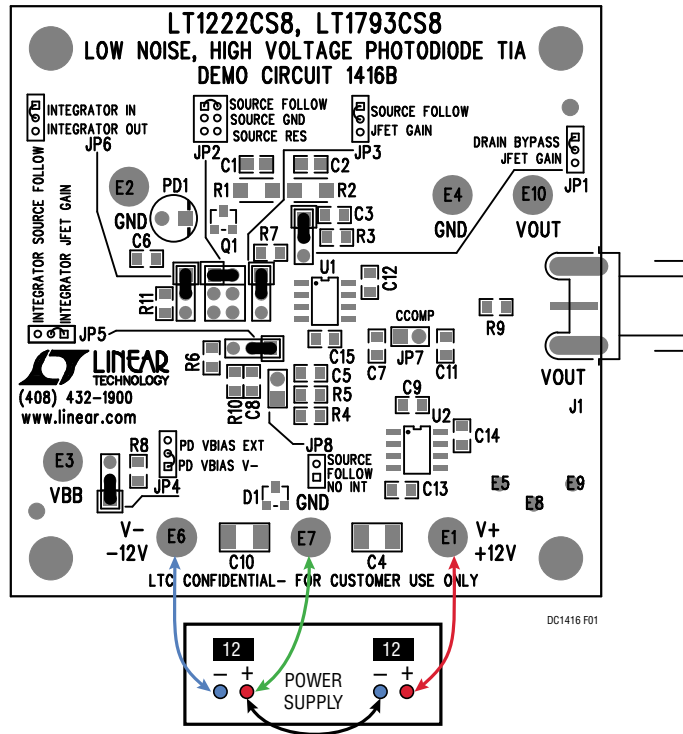 LT1222CS8, LT1793CS8
LOW NOISE, HIGH VOLTAGE PHOTODIODE TIA
DEMO CIRCUIT 1416B
INTEGRATOR IN
INTEGRATOR OUT
JP6
SOURCE FOLLOW
SOURCE GND
SOURCE RES
JP2
SOURCE FOLLOW
JFET GAIN
JP3
DRAIN BYPASS
JFET GAIN
JP1
INTEGRATOR SOURCE FOLLOW
INTEGRATOR JFET GAIN
JP5
E2
GND
PD1
C1
C2
R1
R2
Q1
C3
R3
R7
E4
GND
E10
VOUT
C6
R11
U1
C12
C15
CCOMP
JP7
C7
C11
R9
VOUT
J1
LINEAR
TECHNOLOGY
(408) 432-1900
www.linear.com
R6
R10
C8
C5
R5
R4
C9
U2
C14
C13
E3
VBB
R8
PD VBIAS EXT
PD VBIAS V-
JP4
JP8
SOURCE
FOLLOW
NO INT
D1
GND
E5
E8
E9
V-
-12V
E6
C10
E7
C4
E1
V+
+12V
LTC CONFIDENTIAL- FOR CUSTOMER USE ONLY
DC1416 F01
12
12
– +
– +
POWER
SUPPLY